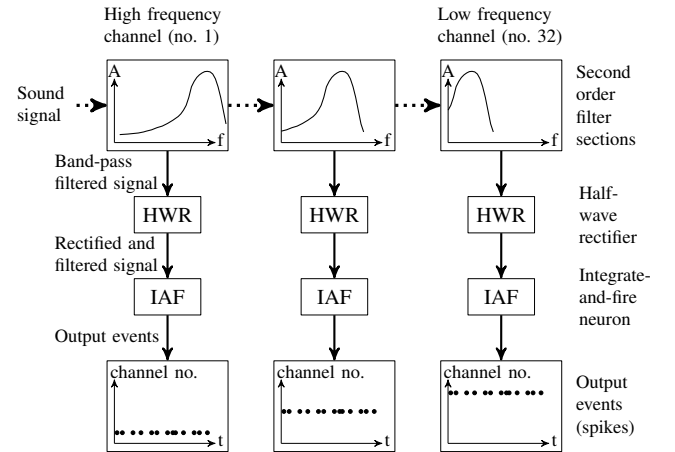 High frequency
channel (no. 1)
Low frequency
channel (no. 32)
Sound
signal
A
f
A
f
A
f
Second
order
filter
sections
Band-pass
filtered signal
HWR
HWR
HWR
Half-
wave
rectifier
Rectified and
filtered signal
IAF
IAF
IAF
Integrate-
and-fire
neuron
Output events
channel no.
t
channel no.
t
channel no.
t
Output
events
(spikes)